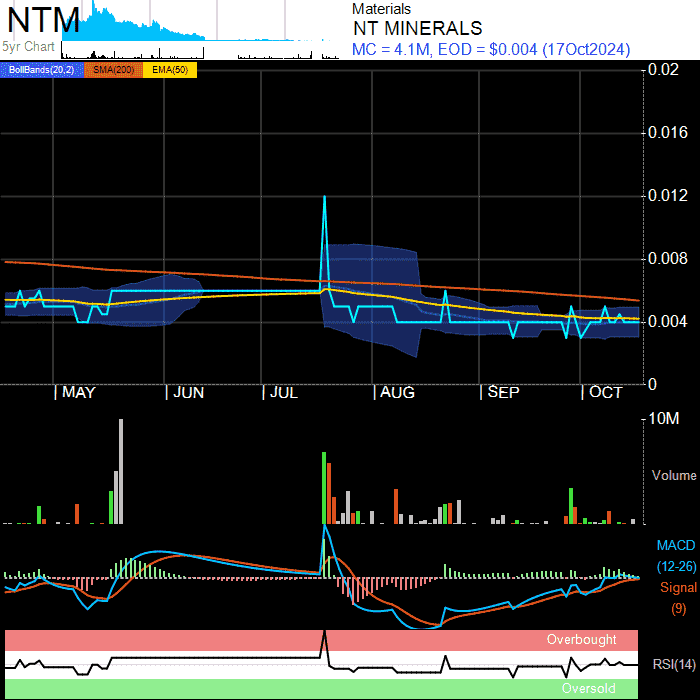 NTM
5yr Chart
Materials
NT MINERALS
MC = 4.1M, EOD = $0.004 (17Oct2024)
BollBands(20,2) SMA(200) EMA(50)
0.02
0.016
0.012
0.008
0.004
0
MAY JUN JUL AUG SEP OCT
10M
Volume
MACD
(12-26)
Signal
(9)
Overbought
RSI(14)
Oversold